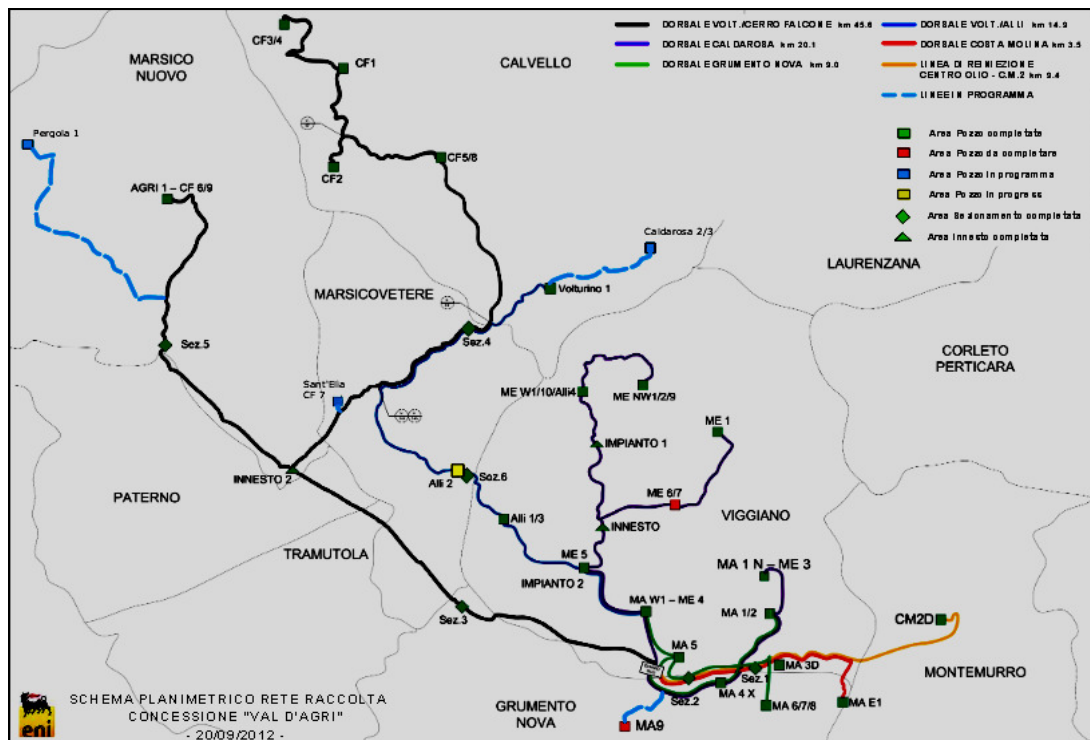 DORSALE VOLT./CERRO FALCONE km 45.6
DORSALE CALDAROSA km 20.1
DORSALE GRUMENTO NOVA km 9.0
DORSALE VOLT./ALLI km 14.9
DORSALE COSTA MOLINA km 3.5
LINEA DI REINIEZIONE
CENTRO OLIO - C.M.2 km 9.4
LINEE IN PROGRAMMA
Area Pozzo completata
Area Pozzo da completare
Area Pozzo in programma
Area Pozzo in progress
Area Sezionamento completata
Area Innesto completata
CF3/4
MARSICO
NUOVO
CF1
CALVELLO
Pergola 1
CF5/8
CF2
AGRI 1 – CF 6/9
Caldarosa 2/3
LAURENZANA
MARSICOVETERE
Volturino 1
Sez.4
Sez.5
CORLETO
PERTICARA
Sant'Elia
CF 7
ME W1/10/Alli4
ME NW1/2/9
ME 1
IMPIANTO 1
INNESTO 2
Alli 2
Sez.6
ME 6/7
PATERNO
Alli 1/3
VIGGIANO
INNESTO
TRAMUTOLA
ME 5
IMPIANTO 2
MA 1 N – ME 3
Sez.3
MA W1 – ME 4
MA 1/2
CM2D
MA 5
MA 3D
Sez.1
MONTEMURRO
MA 4 X
Sez.2
MA 6/7/8
MA E1
GRUMENTO
NOVA
MA9
SCHEMA PLANIMETRICO RETE RACCOLTA
CONCESSIONE "VAL D'AGRI"
- 20/09/2012 -
eni